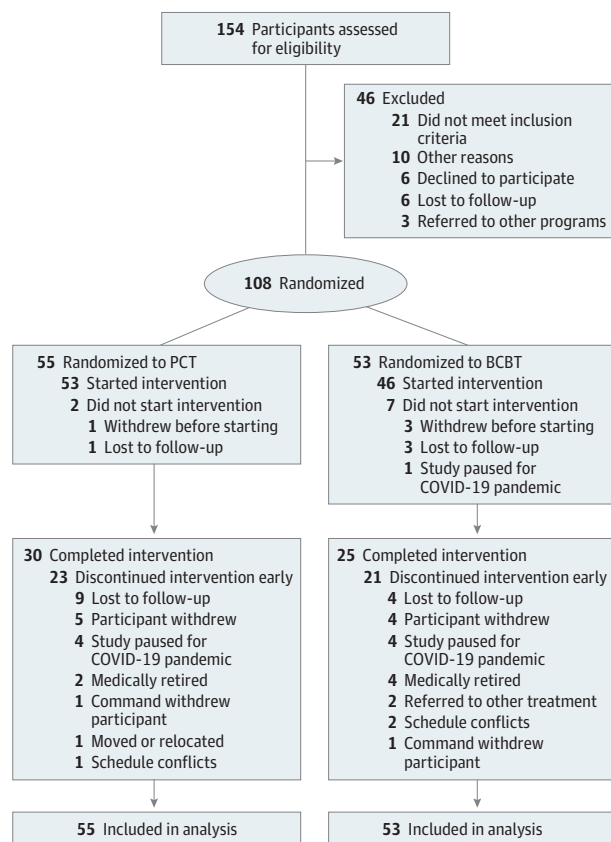 154 Participants assessed
for eligibility
46 Excluded
21 Did not meet inclusion
criteria
10 Other reasons
6 Declined to participate
6 Lost to follow-up
3 Referred to other programs
108 Randomized
55 Randomized to PCT
53 Started intervention
2 Did not start intervention
1 Withdrew before starting
1 Lost to follow-up
53 Randomized to BCBT
46 Started intervention
7 Did not start intervention
3 Withdrew before starting
3 Lost to follow-up
1 Study paused for
COVID-19 pandemic
30 Completed intervention
23 Discontinued intervention early
9 Lost to follow-up
5 Participant withdrew
4 Study paused for
COVID-19 pandemic
2 Medically retired
1 Command withdrew
participant
1 Moved or relocated
1 Schedule conflicts
25 Completed intervention
21 Discontinued intervention early
4 Lost to follow-up
4 Participant withdrew
4 Study paused for
COVID-19 pandemic
4 Medically retired
2 Referred to other treatment
2 Schedule conflicts
1 Command withdrew
participant
55 Included in analysis
53 Included in analysis